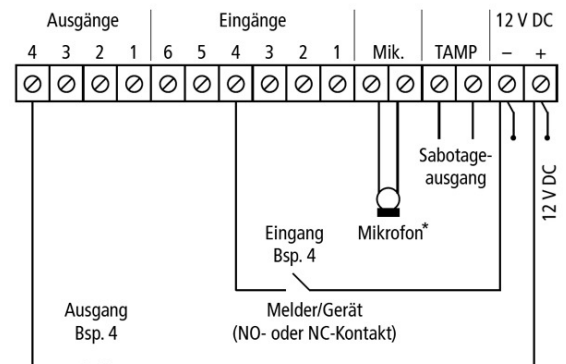 Ausgänge Eingänge 12 V DC
4 3 2 1 6 5 4 3 2 1 Mik. TAMP – +
Sabotage-
ausgang
12 V DC
Mikrofon*
Eingang
Bsp. 4
Melder/Gerät
(NO- oder NC-Kontakt)
Ausgang
Bsp. 4